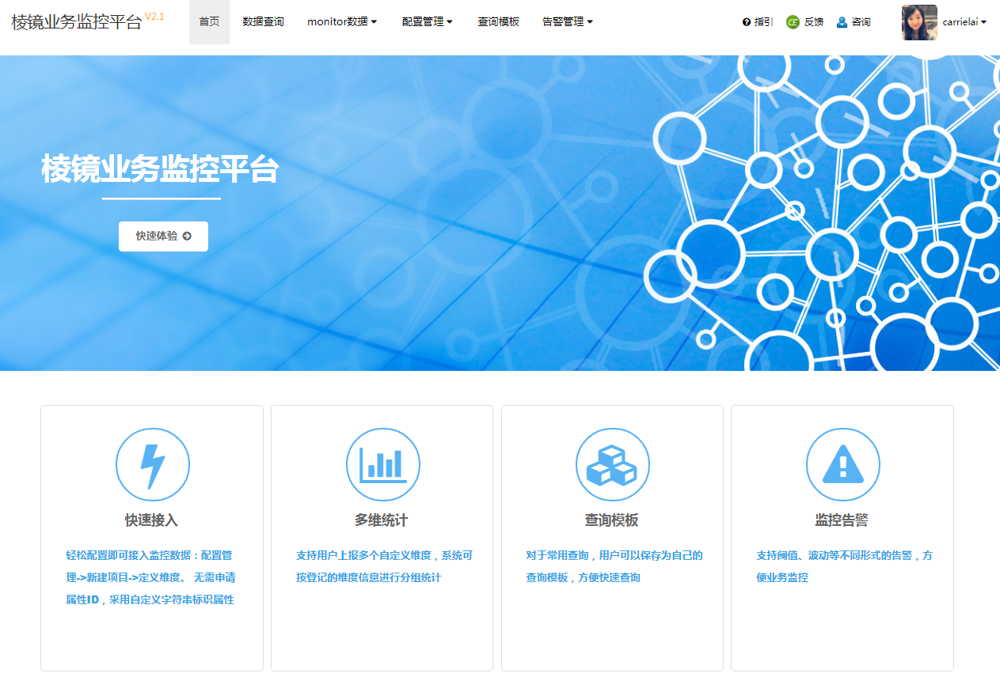 棱镜业务监控平台 V2.1
首页 数据查询 monitor数据 配置管理 查询模板 告警管理 指引 CE 反馈 咨询 carrielai
棱镜业务监控平台
快速体验
快速接入
轻松配置即可接入监控数据：配置管
理->新建项目->定义维度。 无需申请
属性ID，采用自定义字符串标识属性
多维统计
支持用户上报多个自定义维度，系统可
按登记的维度信息进行分组统计
查询模板
对于常用查询，用户可以保存为自己的
查询模板，方便快速查询
监控告警
支持阀值、波动等不同形式的告警，方
便业务监控